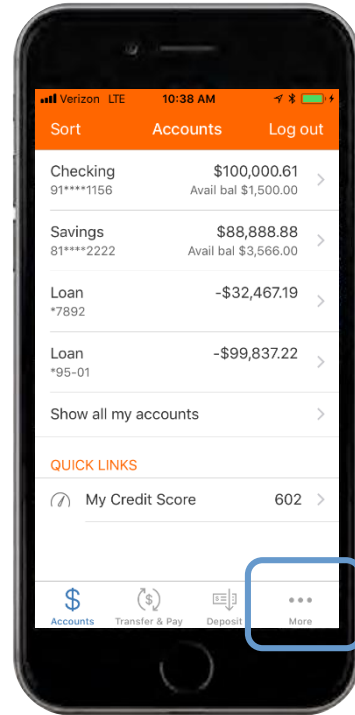 Verizon LTE 10:38 AM
Sort Accounts Log out
Checking $100,000.61
91****1156 Avail bal $1,500.00
Savings $88,888.88
81****2222 Avail bal $3,566.00
Loan -$32,467.19
*7892
Loan -$99,837.22
*95-01
Show all my accounts
QUICK LINKS
My Credit Score 602
Accounts Transfer & Pay Deposit More